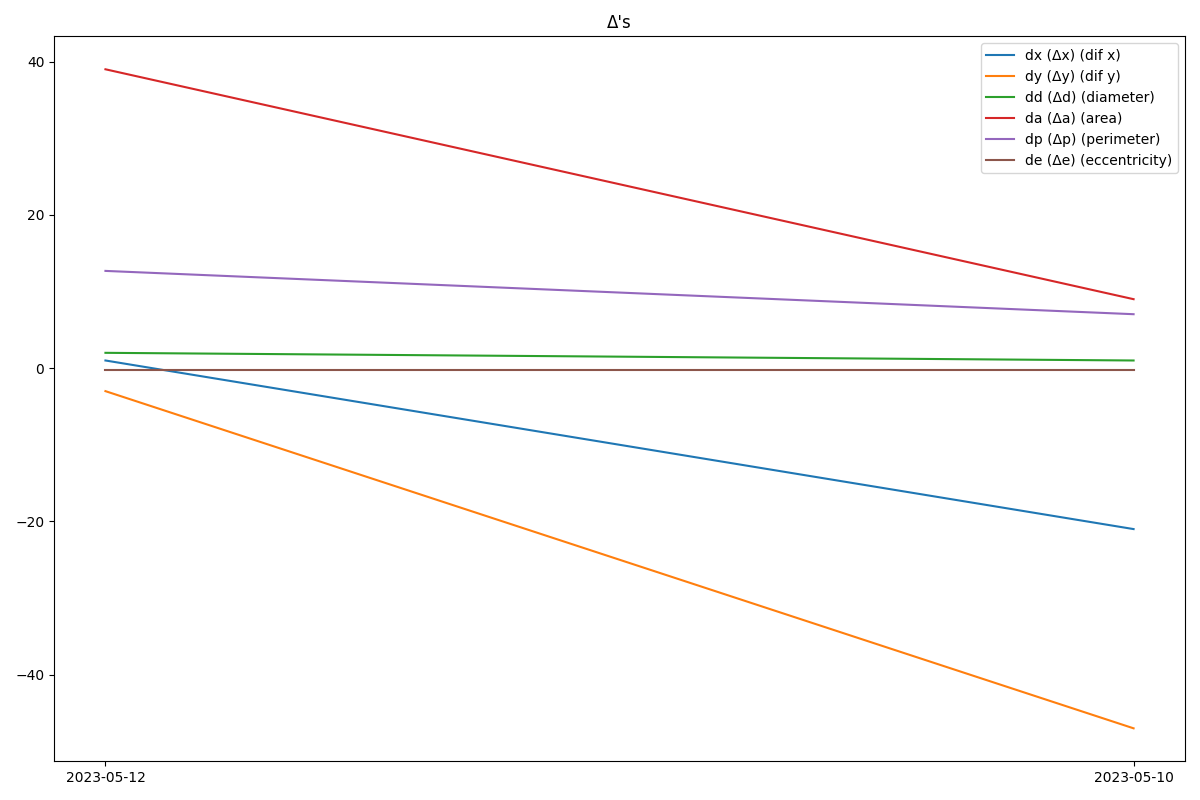 Δ's
dx (Δx) (dif x)
dy (Δy) (dif y)
dd (Δd) (diameter)
da (Δa) (area)
dp (Δp) (perimeter)
de (Δe) (eccentricity)
40
20
0
−20
−40
2023-05-12
2023-05-10